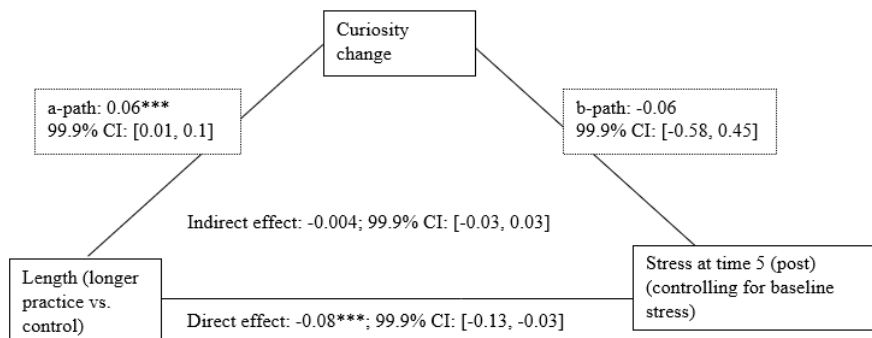 Curiosity
change
a-path: 0.06***
99.9% CI: [0.01, 0.1]
b-path: -0.06
99.9% CI: [-0.58, 0.45]
Indirect effect: -0.004; 99.9% CI: [-0.03, 0.03]
Length (longer
practice vs.
control)
Stress at time 5 (post)
(controlling for baseline
stress)
Direct effect: -0.08***; 99.9% CI: [-0.13, -0.03]